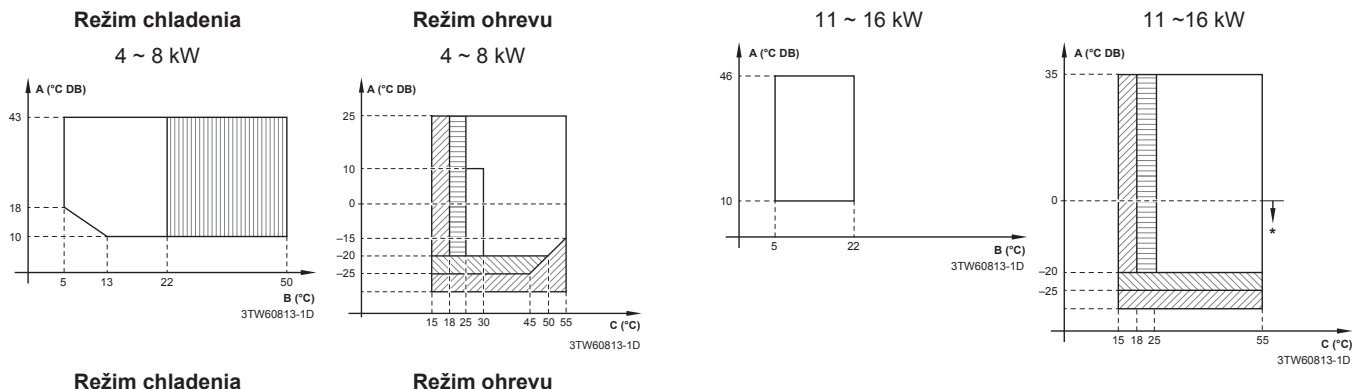 Režim chladenia
4 ~ 8 kW
A (°C DB)
43
18
10
5 13 22 50
B (°C)
3TW60813-1D
Režim ohrevu
4 ~ 8 kW
A (°C DB)
25
10
0
–15
–20
–25
15 18 25 30 45 50 55
C (°C)
3TW60813-1D
11 ~ 16 kW
A (°C DB)
46
10
5 22
B (°C)
3TW60813-1D
11 ~16 kW
A (°C DB)
35
0
*
–20
–25
15 18 25 55
C (°C)
3TW60813-1D
Režim chladenia
Režim ohrevu